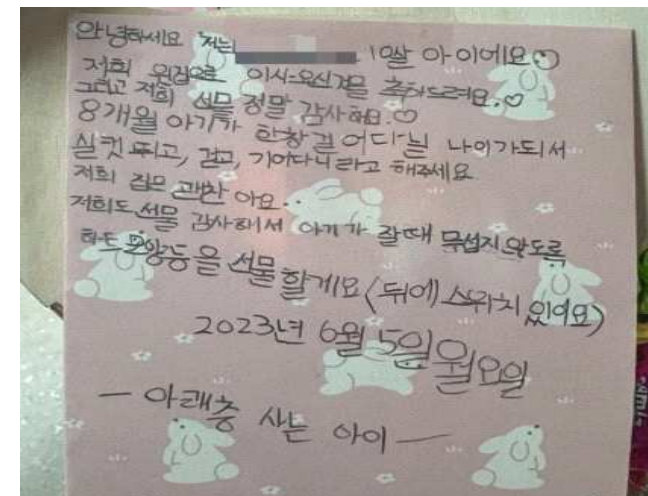 안녕하세요 저는 10살 아이에요
저희 윗집으로 이사오신거를 축하드려요.♡
그리고 저희 선물 정말 감사해요.♡
8개월 아기가 한창 걸어다닐 나이가되서
실컷 뛰고, 걷고, 기어다니라고 해주세요.
저희 집은 괜찬아요.
저희도 선물 감사해서 아기가 잘때 무섭지 않도록
하트 모양등을 선물 할게요 (뒤에 스위치 있어요)
2023년 6월 5일 월요일
— 아래층 사는 아이 —